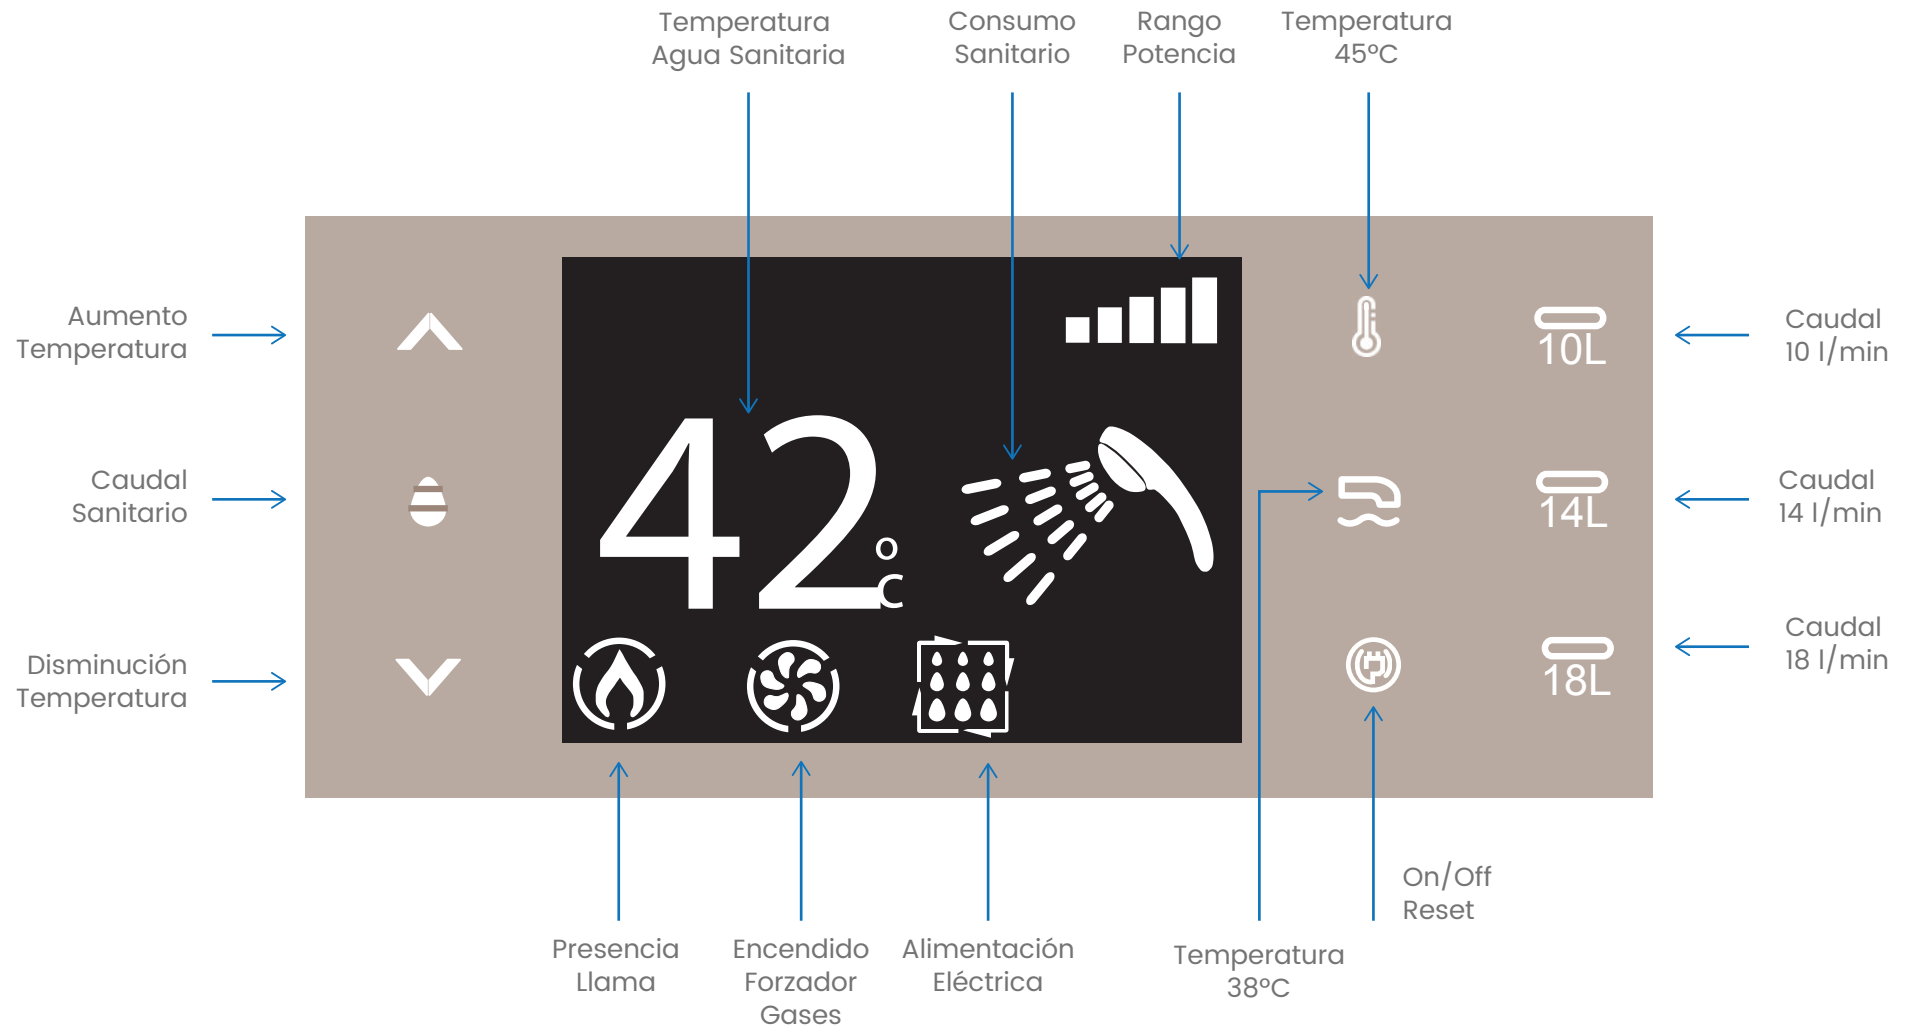 Temperatura
Agua Sanitaria
Consumo
Sanitario
Rango
Potencia
Temperatura
45ºC
Aumento
Temperatura
Caudal
Sanitario
Disminución
Temperatura
42
ºC
10L
14L
18L
Caudal
10 l/min
Caudal
14 l/min
Caudal
18 l/min
On/Off
Reset
Presencia
Llama
Encendido
Forzador
Gases
Alimentación
Eléctrica
Temperatura
38ºC